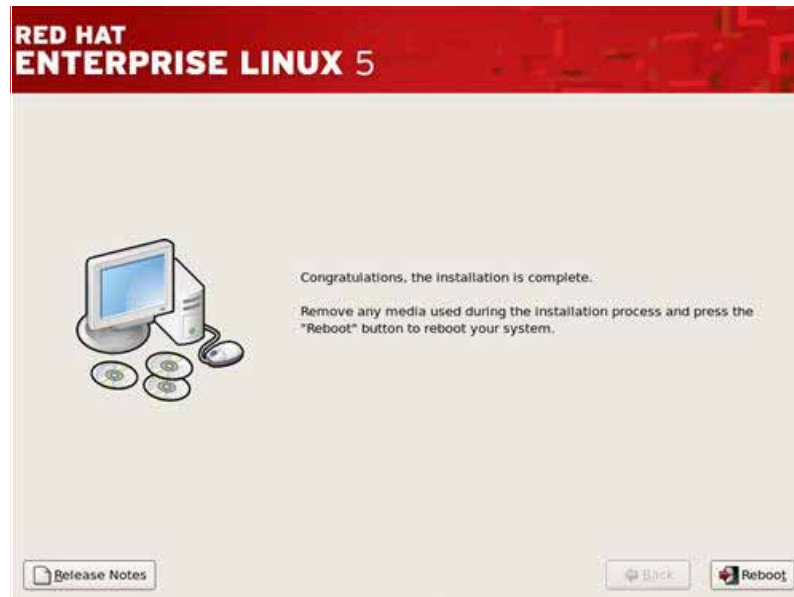 RED HAT
ENTERPRISE LINUX 5
Congratulations, the installation is complete.
Remove any media used during the installation process and press the
"Reboot" button to reboot your system.
Release Notes
Back
Reboot